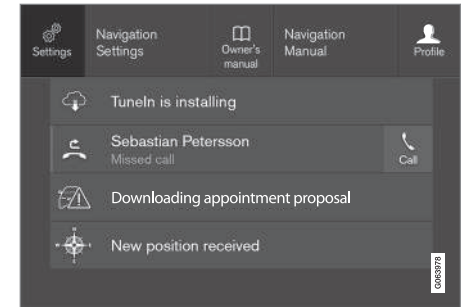 Settings
Navigation
Settings
Owner's
manual
Navigation
Manual
Profile
TuneIn is installing
Sebastian Petersson
Missed call
Call
Downloading appointment proposal
New position received
G063978